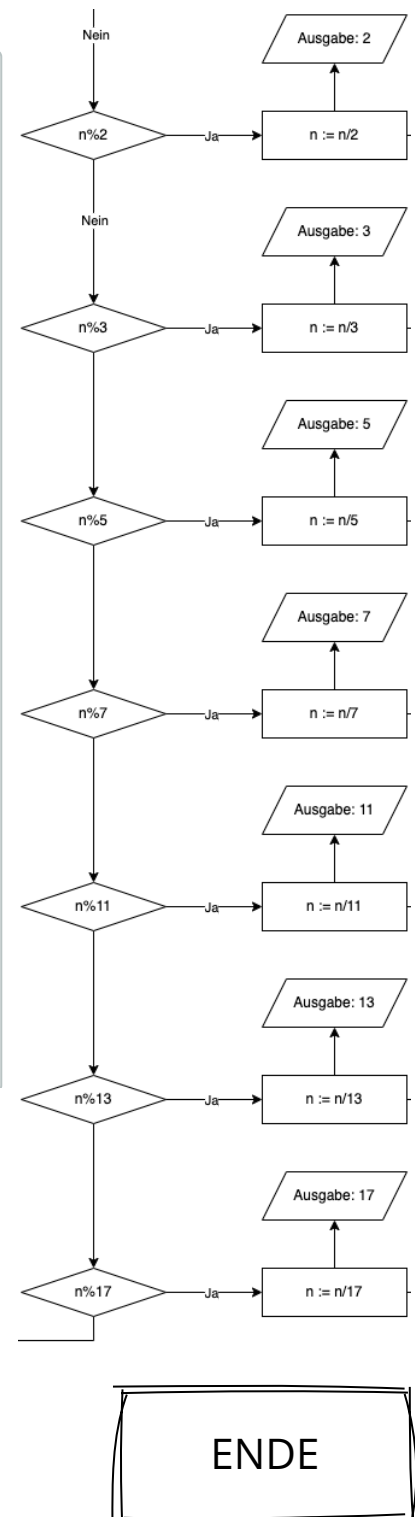 Nein
Ausgabe: 2
n%2
Ja
n := n/2
Nein
Ausgabe: 3
n%3
Ja
n := n/3
Ausgabe: 5
n%5
Ja
n := n/5
Ausgabe: 7
n%7
Ja
n := n/7
Ausgabe: 11
n%11
Ja
n := n/11
Ausgabe: 13
n%13
Ja
n := n/13
Ausgabe: 17
n%17
Ja
n := n/17
ENDE